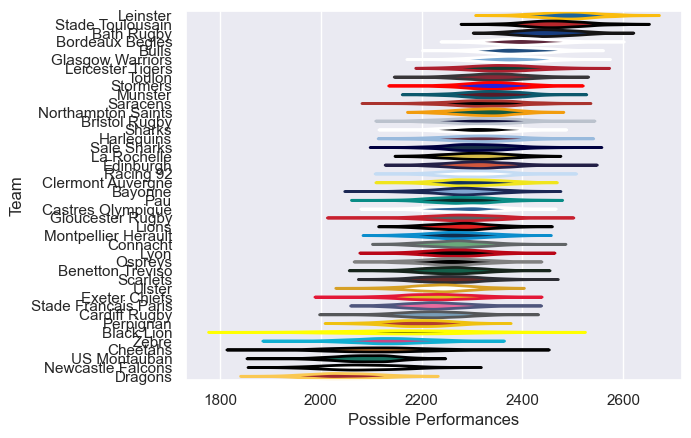 Leinster
Stade Toulousain
Bath Rugby
Bordeaux Begles
Bulls
Glasgow Warriors
Leicester Tigers
Toulon
Stormers
Munster
Saracens
Northampton Saints
Bristol Rugby
Sharks
Harlequins
Sale Sharks
La Rochelle
Edinburgh
Racing 92
Clermont Auvergne
Bayonne
Pau
Castres Olympique
Gloucester Rugby
Lions
Montpellier Herault
Connacht
Lyon
Ospreys
Benetton Treviso
Scarlets
Ulster
Exeter Chiefs
Stade Francais Paris
Cardiff Rugby
Perpignan
Black Lion
Zebre
Cheetahs
US Montauban
Newcastle Falcons
Dragons
Team
1800 2000 2200 2400 2600
Possible Performances